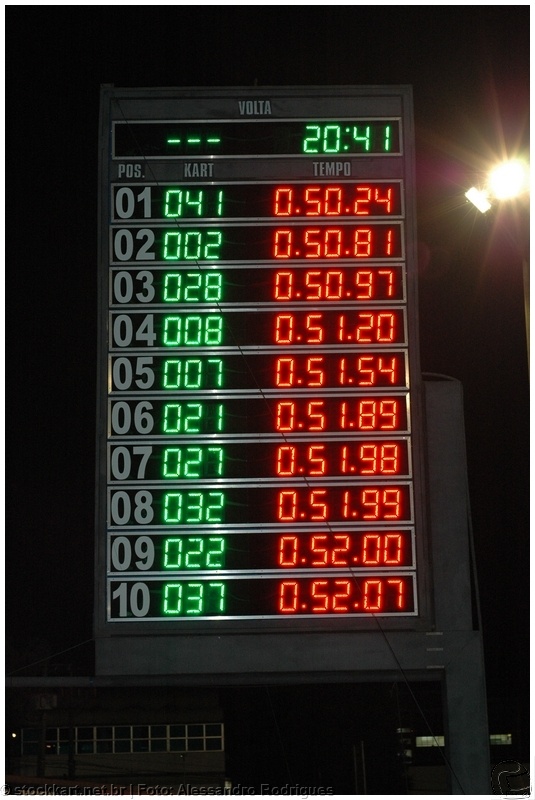 VOLTA
--- 20:41
POS. KART TEMPO
01 041 0.50.24
02 002 0.50.81
03 028 0.50.97
04 008 0.51.20
05 007 0.51.54
06 021 0.51.89
07 027 0.51.98
08 032 0.51.99
09 022 0.52.00
10 037 0.52.07
© stockkart.net.br | Foto: Alessandro Rodrigues